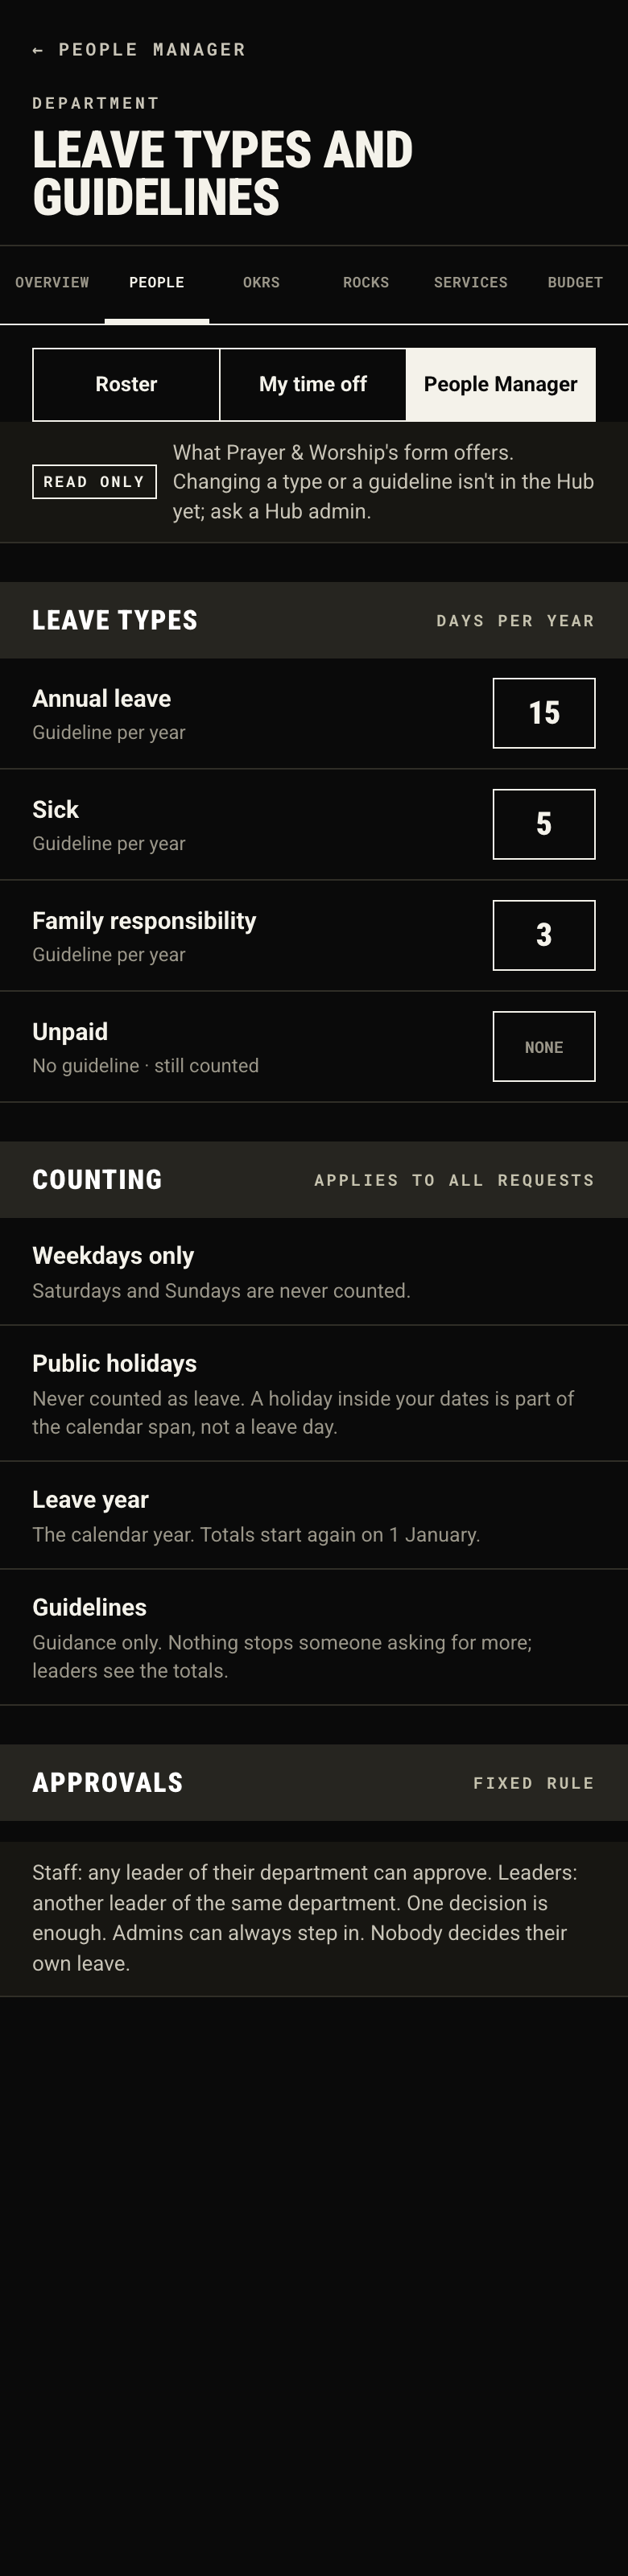 ← PEOPLE MANAGER
DEPARTMENT
LEAVE TYPES AND
GUIDELINES
OVERVIEW PEOPLE OKRS ROCKS SERVICES BUDGET
Roster My time off People Manager
READ ONLY
What Prayer & Worship's form offers.
Changing a type or a guideline isn't in the Hub
yet; ask a Hub admin.
LEAVE TYPES DAYS PER YEAR
Annual leave
Guideline per year
15
Sick
Guideline per year
5
Family responsibility
Guideline per year
3
Unpaid
No guideline · still counted
NONE
COUNTING APPLIES TO ALL REQUESTS
Weekdays only
Saturdays and Sundays are never counted.
Public holidays
Never counted as leave. A holiday inside your dates is part of
the calendar span, not a leave day.
Leave year
The calendar year. Totals start again on 1 January.
Guidelines
Guidance only. Nothing stops someone asking for more;
leaders see the totals.
APPROVALS FIXED RULE
Staff: any leader of their department can approve. Leaders:
another leader of the same department. One decision is
enough. Admins can always step in. Nobody decides their
own leave.